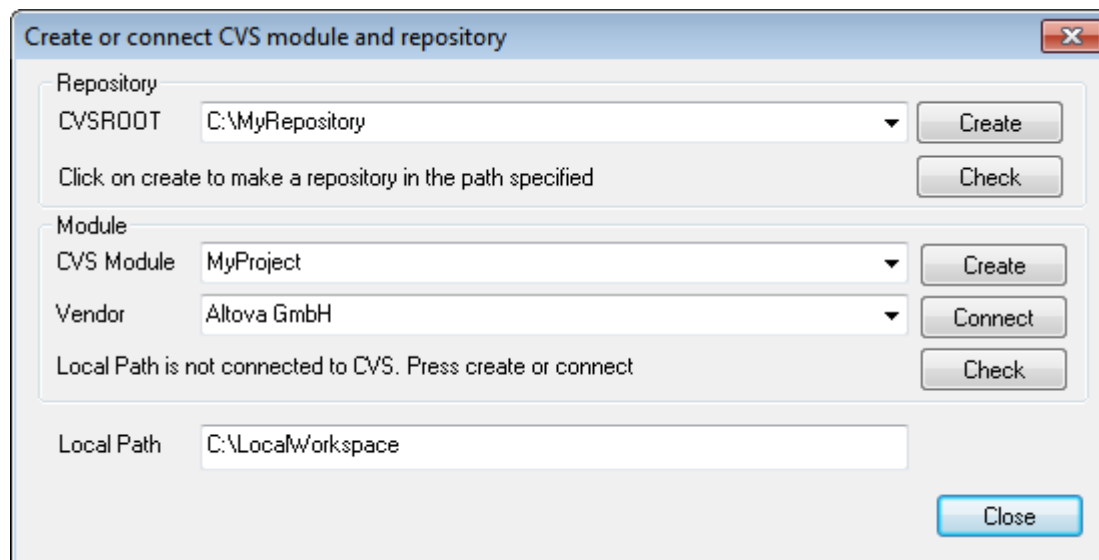 Create or connect CVS module and repository
Repository
CVSROOT C:\MyRepository Create
Click on create to make a repository in the path specified Check
Module
CVS Module MyProject Create
Vendor Altova GmbH Connect
Local Path is not connected to CVS. Press create or connect Check
Local Path C:\LocalWorkspace
Close